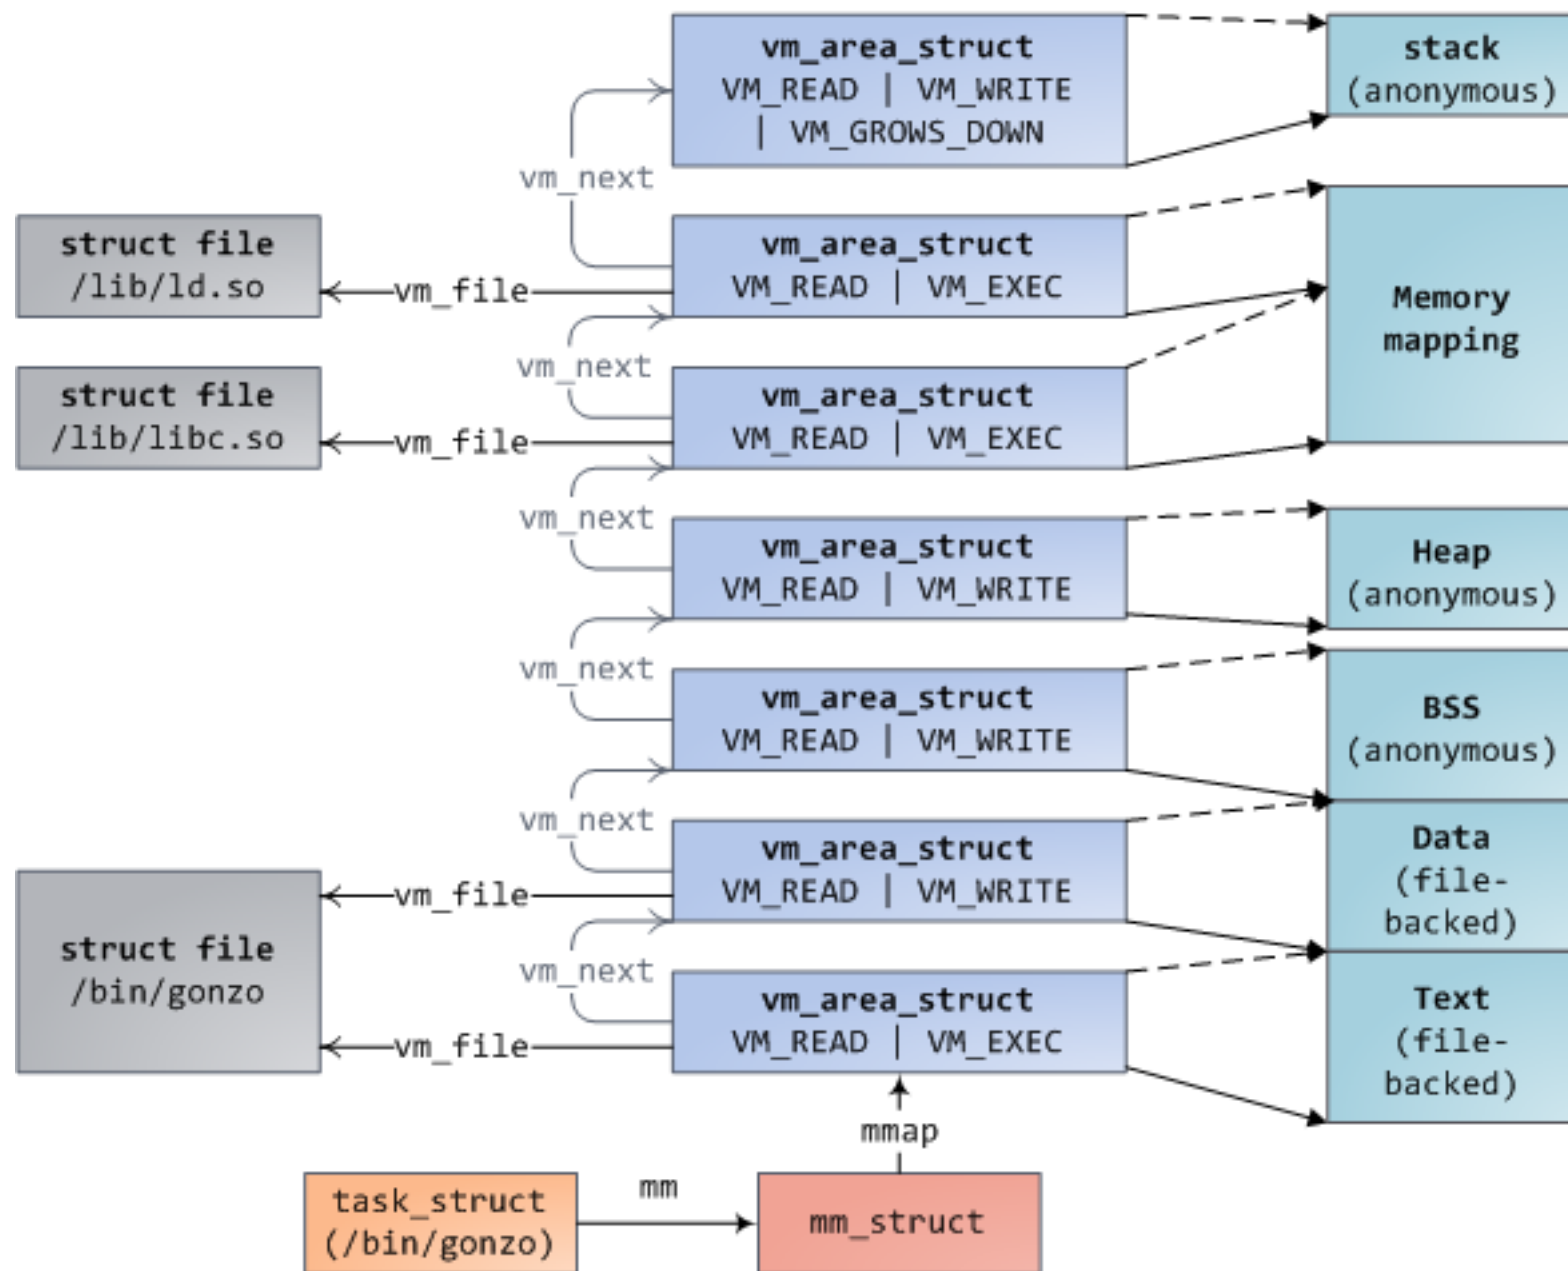 vm_area_struct
VM_READ | VM_WRITE
| VM_GROWS_DOWN
stack
(anonymous)
vm_next
struct file
/lib/ld.so
vm_file
vm_area_struct
VM_READ | VM_EXEC
Memory
mapping
vm_next
struct file
/lib/libc.so
vm_file
vm_area_struct
VM_READ | VM_EXEC
vm_next
vm_area_struct
VM_READ | VM_WRITE
Heap
(anonymous)
vm_next
vm_area_struct
VM_READ | VM_WRITE
BSS
(anonymous)
vm_next
vm_file
vm_area_struct
VM_READ | VM_WRITE
Data
(file-
backed)
struct file
/bin/gonzo
vm_next
vm_file
vm_area_struct
VM_READ | VM_EXEC
Text
(file-
backed)
mmap
task_struct
(/bin/gonzo)
mm
mm_struct